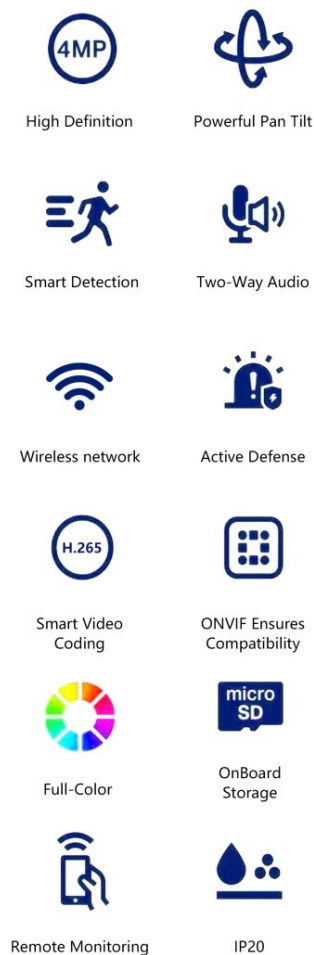 4MP
High Definition
Powerful Pan Tilt
Smart Detection
Two-Way Audio
Wireless network
Active Defense
H.265
Smart Video
Coding
ONVIF Ensures
Compatibility
Full-Color
micro
SD
OnBoard
Storage
Remote Monitoring
IP20